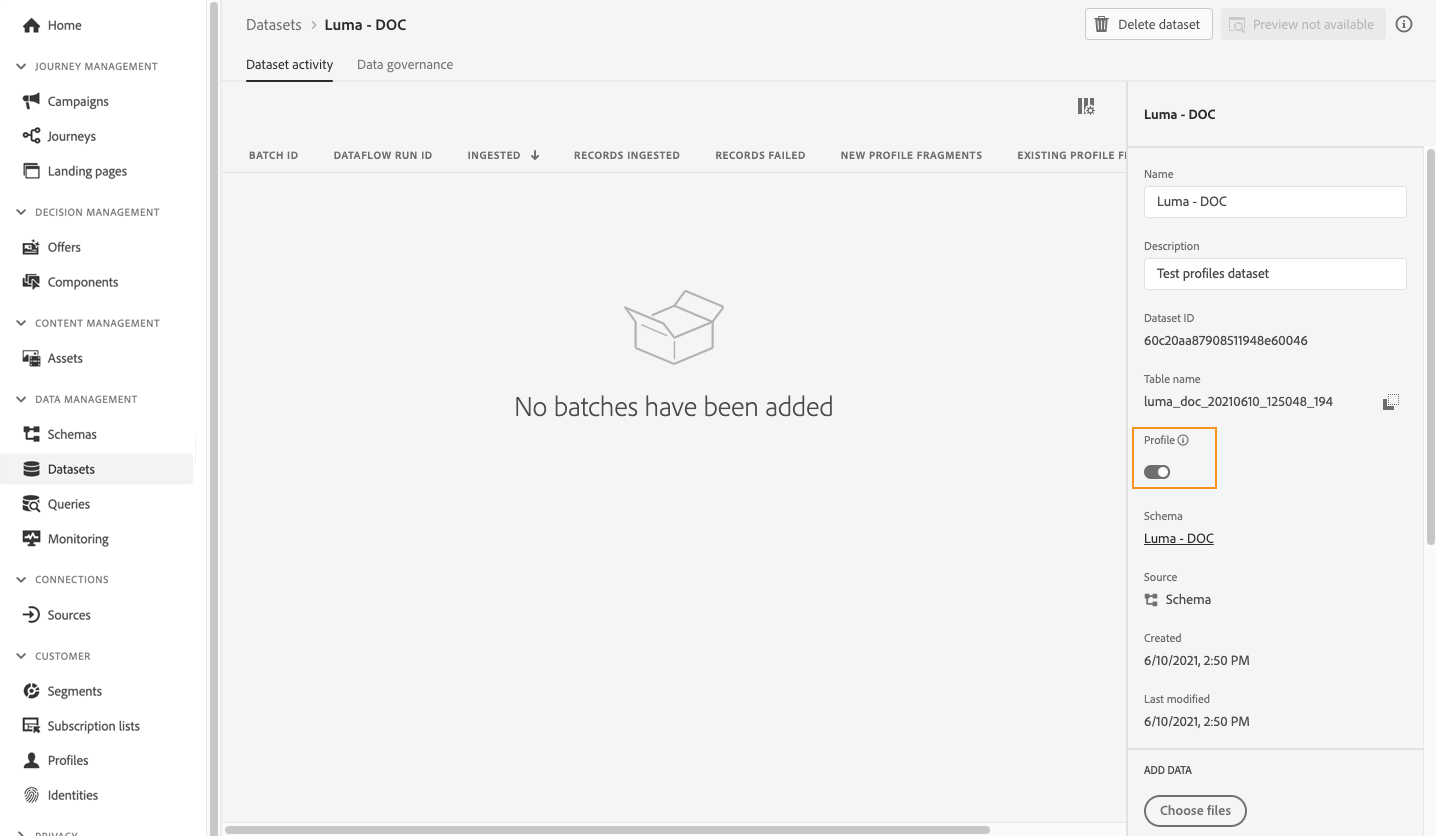 Home
JOURNEY MANAGEMENT
Campaigns
Journeys
Landing pages
DECISION MANAGEMENT
Offers
Components
CONTENT MANAGEMENT
Assets
DATA MANAGEMENT
Schemas
Datasets
Queries
Monitoring
CONNECTIONS
Sources
CUSTOMER
Segments
Subscription lists
Profiles
Identities
PRIVACY
Datasets > Luma - DOC
Delete dataset
Preview not available
Dataset activity
Data governance
BATCH ID DATAFLOW RUN ID INGESTED RECORDS INGESTED RECORDS FAILED NEW PROFILE FRAGMENTS EXISTING PROFILE
No batches have been added
Luma - DOC
Name
Luma - DOC
Description
Test profiles dataset
Dataset ID
60c20aa87908511948e60046
Table name
luma_doc_20210610_125048_194
Profile
Schema
Luma - DOC
Source
Schema
Created
6/10/2021, 2:50 PM
Last modified
6/10/2021, 2:50 PM
ADD DATA
Choose files